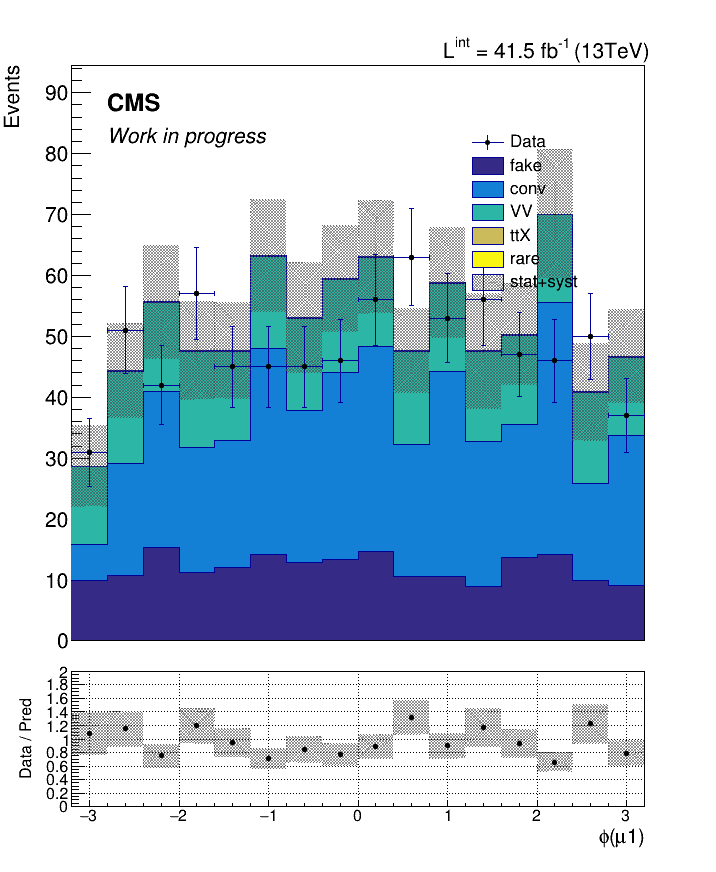 L^int = 41.5 fb^-1 (13TeV)
Events
CMS
Work in progress
Data
fake
conv
VV
ttX
rare
stat+syst
90
80
70
60
50
40
30
20
10
0
Data / Pred
2
1.8
1.6
1.4
1.2
1
0.8
0.6
0.4
0.2
0
−3 −2 −1 0 1 2 3
ϕ(μ1)